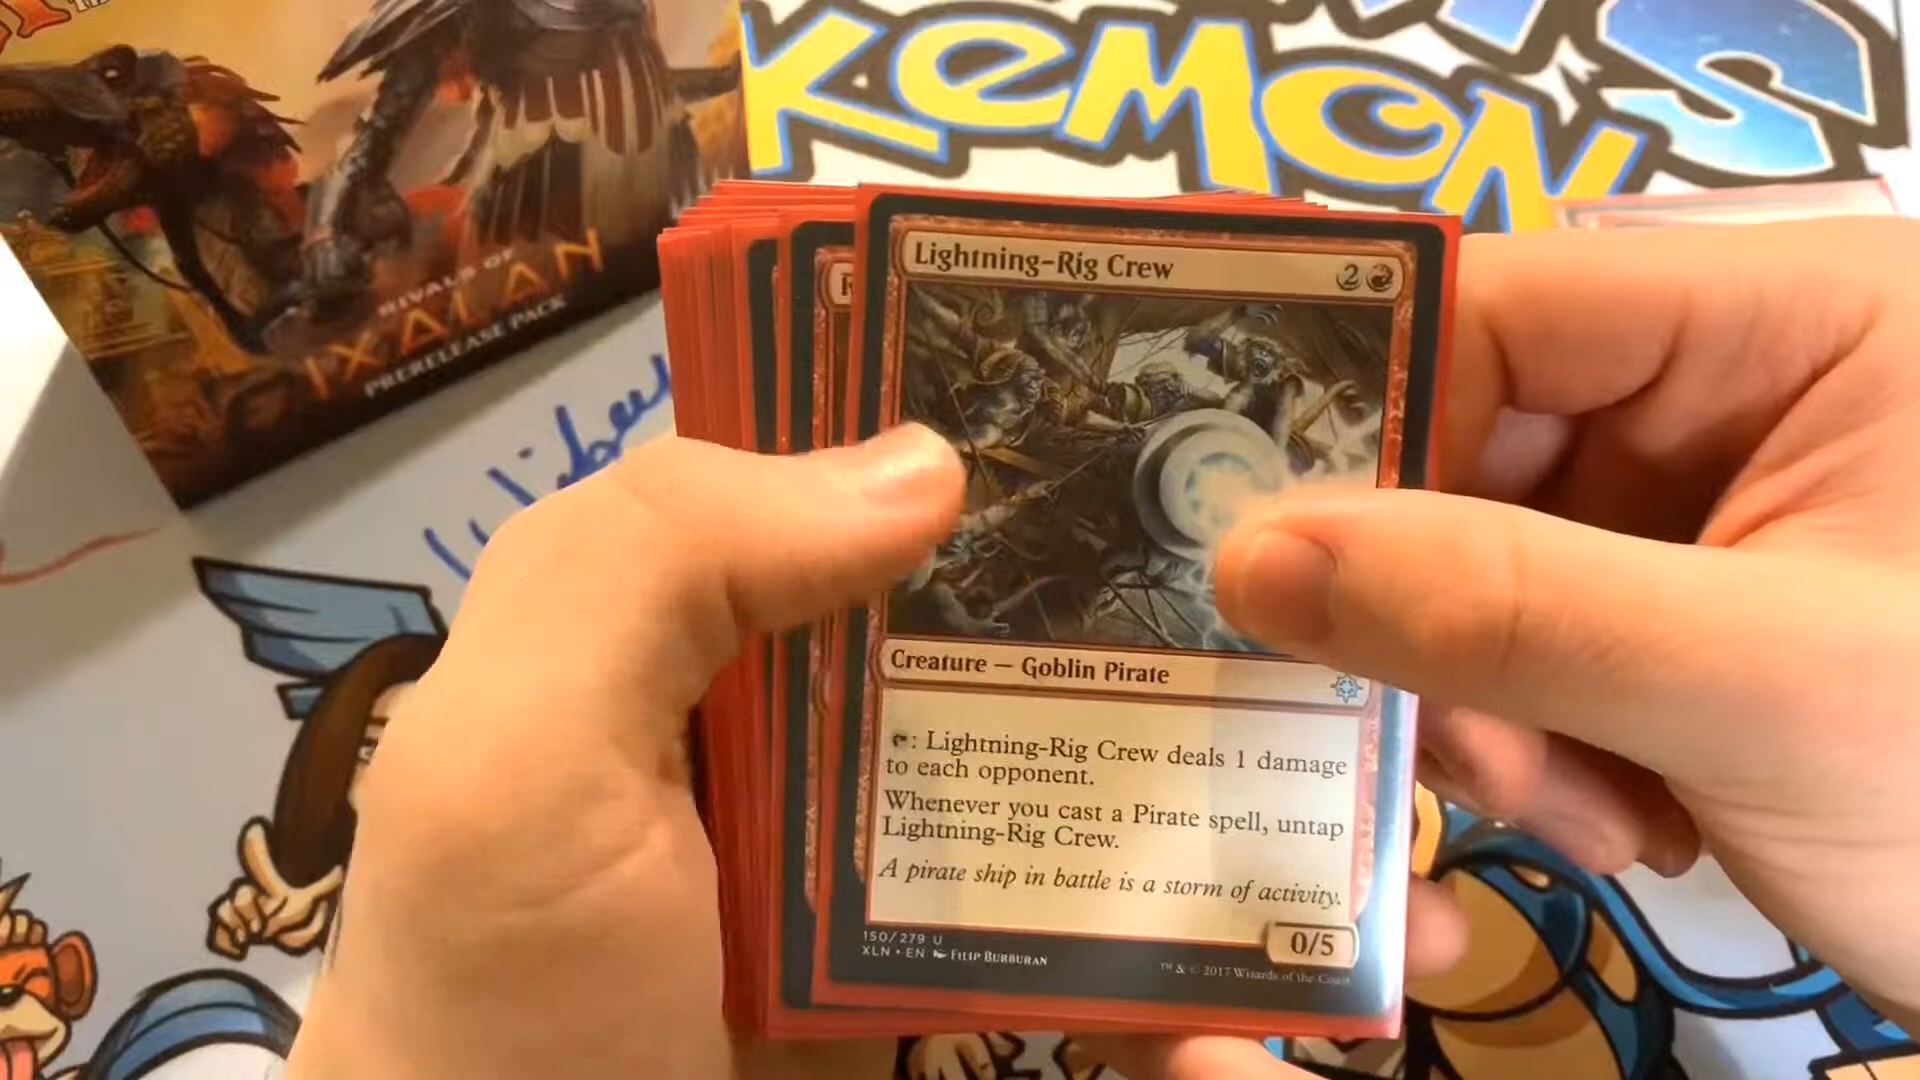 KEMON
RIVALS OF
IXALAN
PRERELEASE PACK
Lightning-Rig Crew 2
Creature — Goblin Pirate
: Lightning-Rig Crew deals 1 damage
to each opponent.
Whenever you cast a Pirate spell, untap
Lightning-Rig Crew.
A pirate ship in battle is a storm of activity.
0/5
150/279 U
XLN • EN Filip Burburan
™ & © 2017 Wizards of the Coast